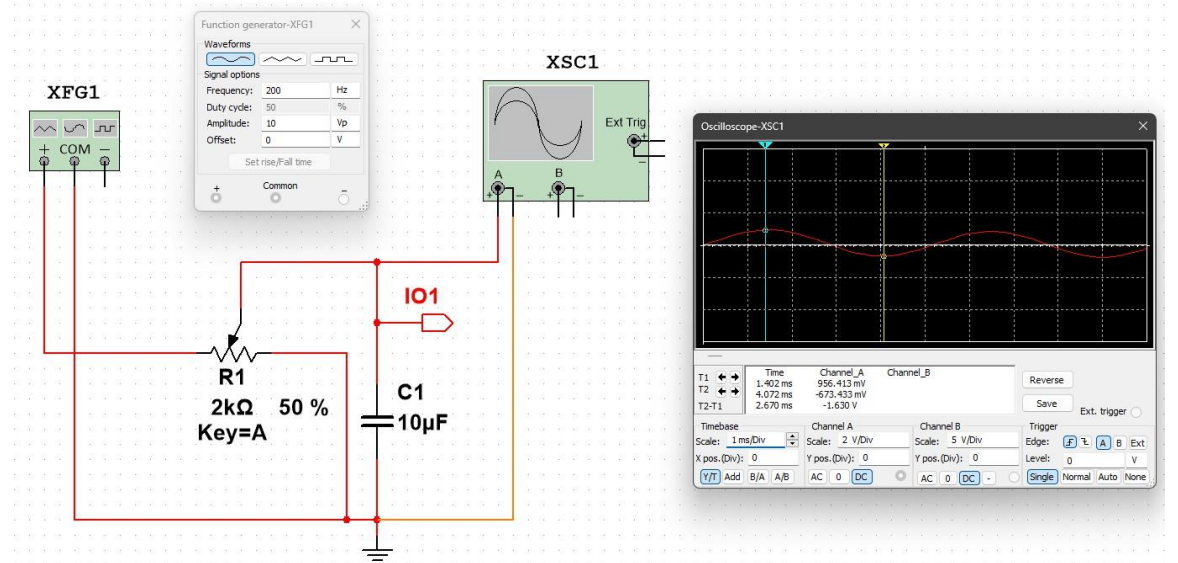 Function generator-XFG1
Waveforms
Signal options
Frequency: 200 Hz
Duty cycle: 50 %
Amplitude: 10 Vp
Offset: 0 V
Set rise/Fall time
+ Common -
XFG1
+ COM -
XSC1
Ext Trig
+
-
A B
+ - + -
IO1
R1
2kΩ 50 %
Key=A
C1
10µF
Oscilloscope-XSC1
1 2
Time Channel_A Channel_B
T1 1.402 ms 956.413 mV
T2 4.072 ms -673.433 mV
T2-T1 2.670 ms -1.630 V
Reverse
Save
Ext. trigger
Timebase Channel A Channel B Trigger
Scale: 1 ms/Div Scale: 2 V/Div Scale: 5 V/Div Edge: A B Ext
X pos.(Div): 0 Y pos.(Div): 0 Y pos.(Div): 0 Level: 0 V
Y/T Add B/A A/B AC 0 DC AC 0 DC - Single Normal Auto None